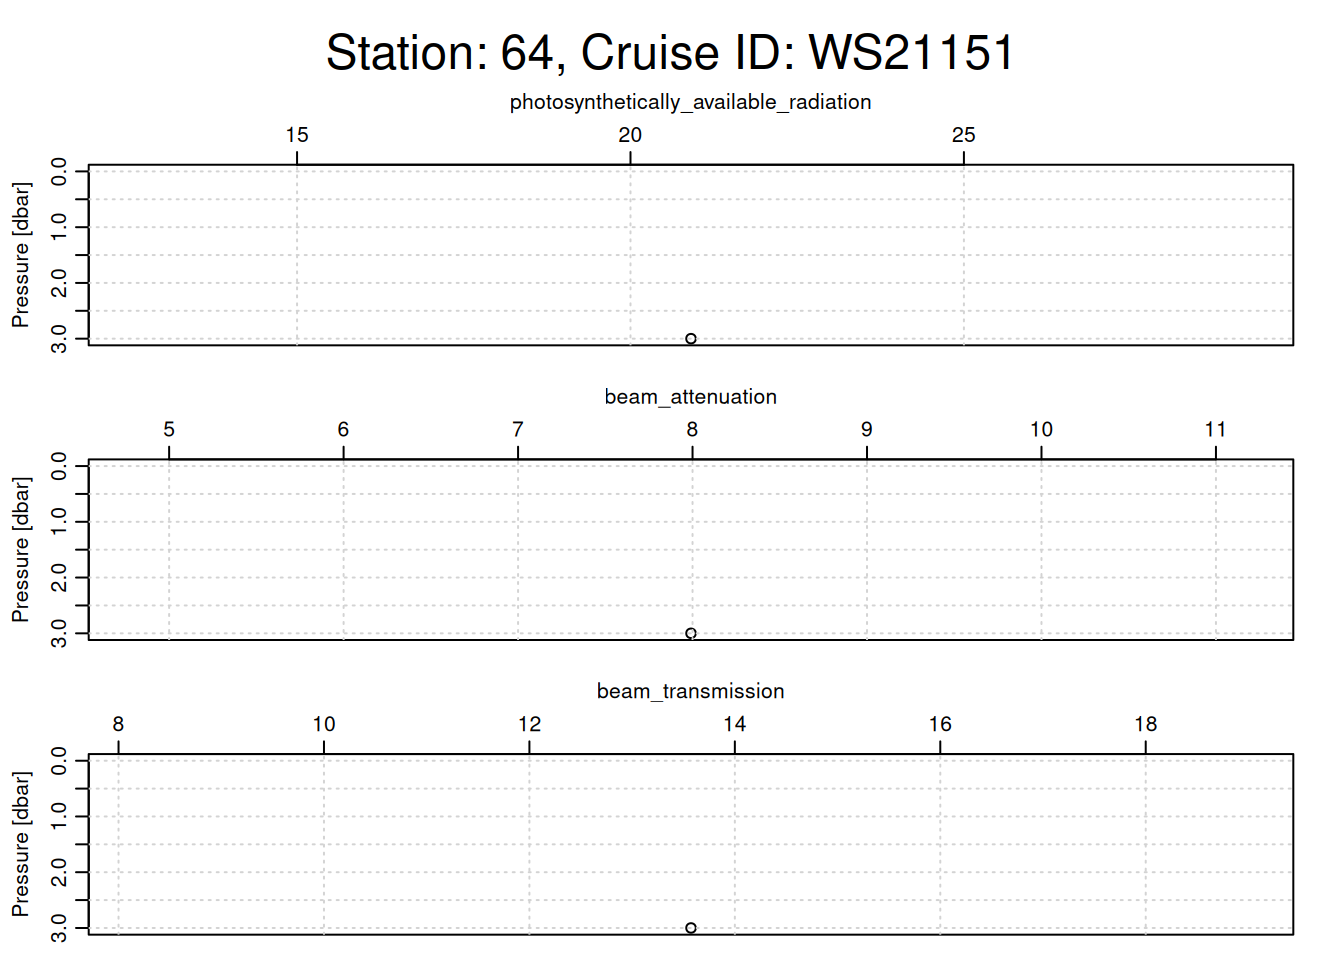 Station: 64, Cruise ID: WS21151
photosynthetically_available_radiation
15 20 25
Pressure [dbar]
0.0 1.0 2.0 3.0
beam_attenuation
5 6 7 8 9 10 11
Pressure [dbar]
0.0 1.0 2.0 3.0
beam_transmission
8 10 12 14 16 18
Pressure [dbar]
0.0 1.0 2.0 3.0